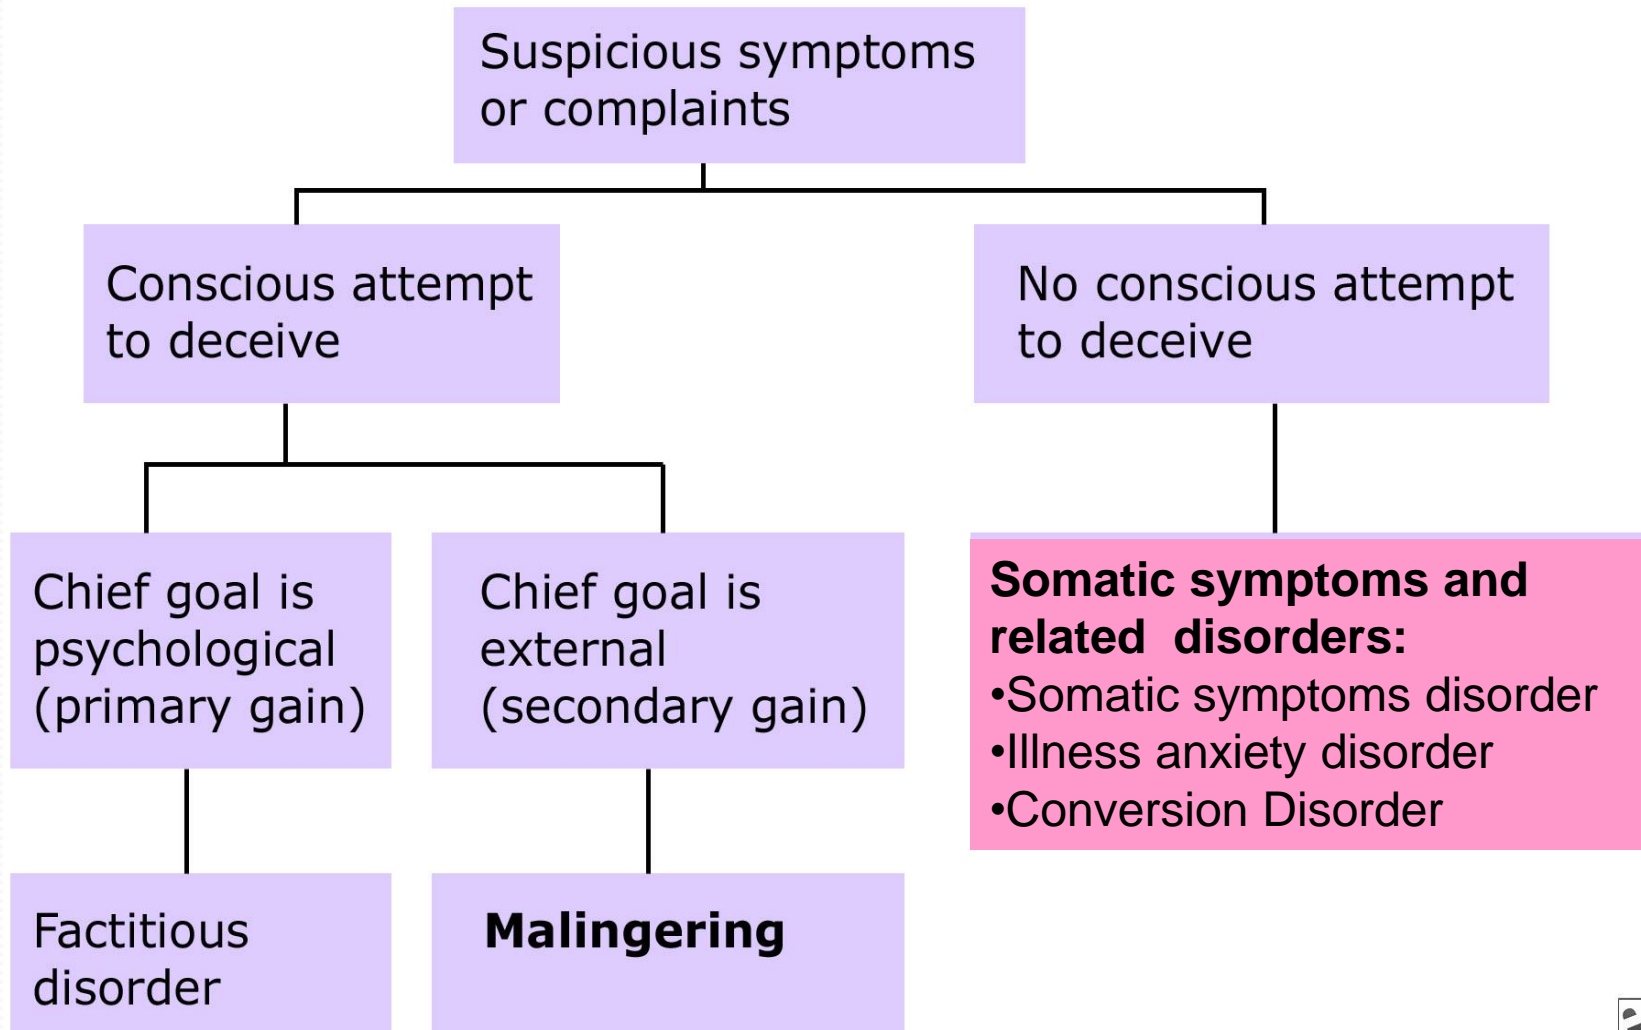 Suspicious symptoms
or complaints
Conscious attempt
to deceive
No conscious attempt
to deceive
Chief goal is
psychological
(primary gain)
Chief goal is
external
(secondary gain)
Somatic symptoms and
related  disorders:
•Somatic symptoms disorder
•Illness anxiety disorder
•Conversion Disorder
Factitious
disorder
Malingering